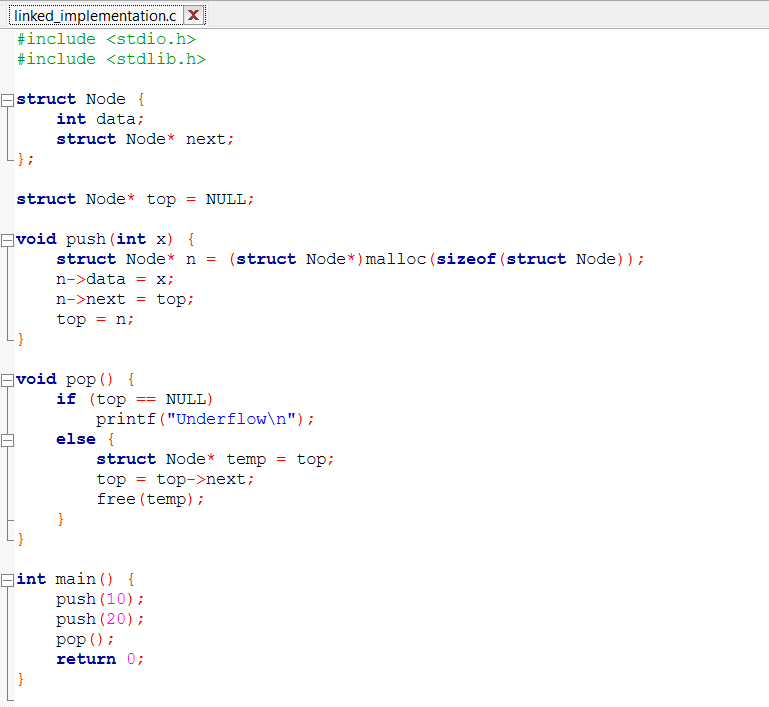 linked_implementation.c
#include <stdio.h>
#include <stdlib.h>
struct Node {
    int data;
    struct Node* next;
};
struct Node* top = NULL;
void push(int x) {
    struct Node* n = (struct Node*)malloc(sizeof(struct Node));
    n->data = x;
    n->next = top;
    top = n;
}
void pop() {
    if (top == NULL)
        printf("Underflow\n");
    else {
        struct Node* temp = top;
        top = top->next;
        free(temp);
    }
}
int main() {
    push(10);
    push(20);
    pop();
    return 0;
}